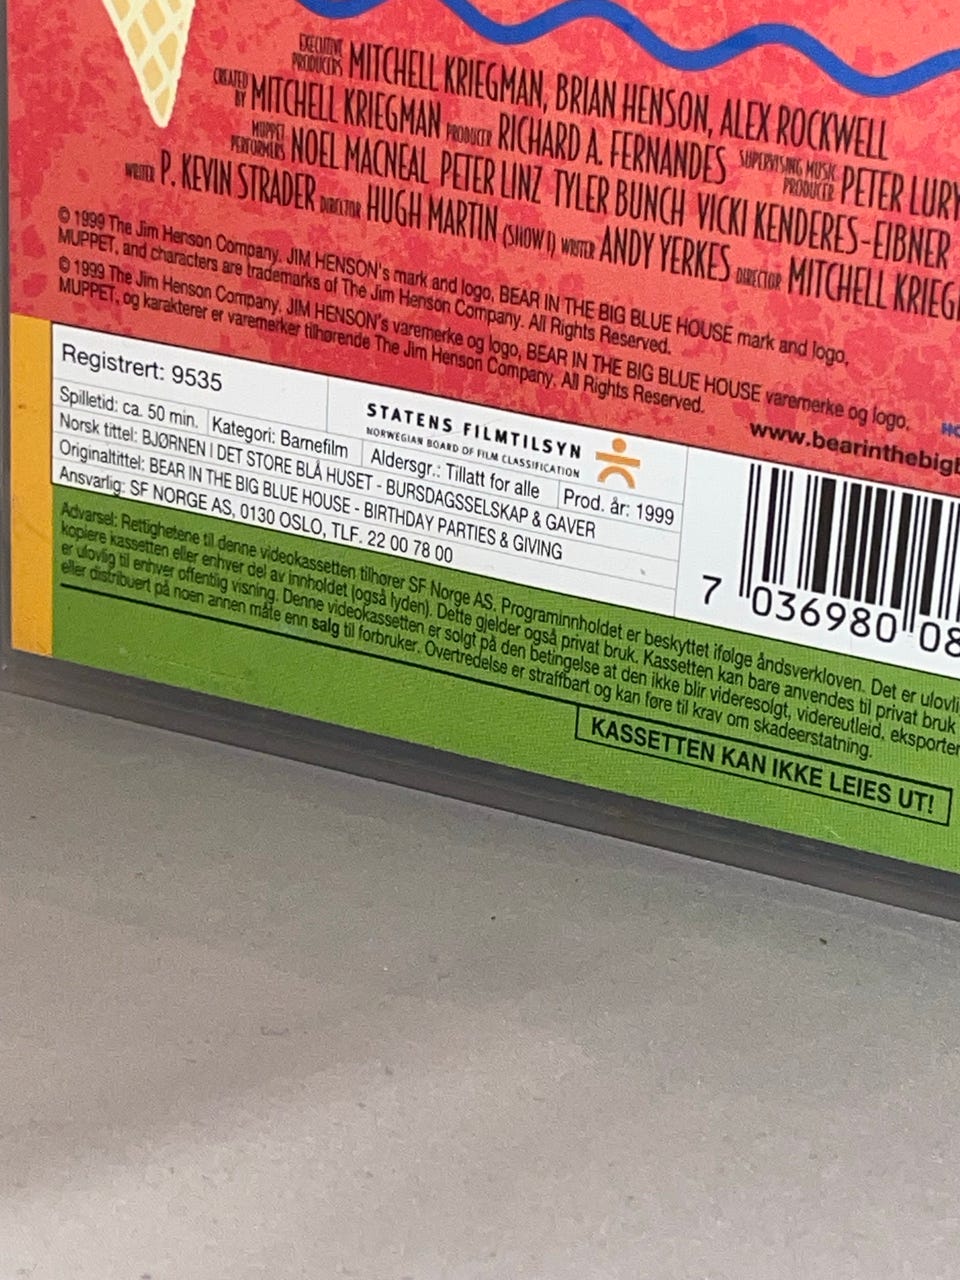 EXECUTIVE PRODUCERS MITCHELL KRIEGMAN, BRIAN HENSON, ALEX ROCKWELL
CREATED BY MITCHELL KRIEGMAN PRODUCER RICHARD A. FERNANDES SUPERVISING MUSIC PRODUCER PETER LURY
MUPPET PERFORMERS NOEL MACNEAL PETER LINZ TYLER BUNCH VICKI KENDERES-EIBNER
WRITER P. KEVIN STRADER DIRECTOR HUGH MARTIN (SHOW 1) WRITER ANDY YERKES DIRECTOR MITCHELL KRIEG
© 1999 The Jim Henson Company. JIM HENSON's mark and logo, BEAR IN THE BIG BLUE HOUSE mark and logo,
MUPPET, and characters are trademarks of The Jim Henson Company. All Rights Reserved.
© 1999 The Jim Henson Company. JIM HENSON's varemerke og logo, BEAR IN THE BIG BLUE HOUSE varemerke og logo.
MUPPET, og karakterer er varemerker tilhørende The Jim Henson Company. All Rights Reserved.
www.bearinthebig
Registrert: 9535
STATENS FILMTILSYN
NORWEGIAN BOARD OF FILM CLASSIFICATION
Spilletid: ca. 50 min. Kategori: Barnefilm Aldersgr.: Tillatt for alle Prod. år: 1999
Norsk tittel: BJØRNEN I DET STORE BLÅ HUSET - BURSDAGSSELSKAP & GAVER
Originaltittel: BEAR IN THE BIG BLUE HOUSE - BIRTHDAY PARTIES & GIVING
Ansvarlig: SF NORGE AS, 0130 OSLO, TLF. 22 00 78 00
7 036980 08
Advarsel: Rettighetene til denne videokassetten tilhører SF Norge AS. Programinnholdet er beskyttet ifølge åndsverkloven. Det er ulovli
kopiere kassetten eller enhver del av innholdet (også lyden). Dette gjelder også privat bruk. Kassetten kan bare anvendes til privat bruk
er ulovlig til enhver offentlig visning. Denne videokassetten er solgt på den betingelse at den ikke blir videresolgt, videreutleid, eksporter
eller distribuert på noen annen måte enn salg til forbruker. Overtredelse er straffbart og kan føre til krav om skadeerstatning.
KASSETTEN KAN IKKE LEIES UT!